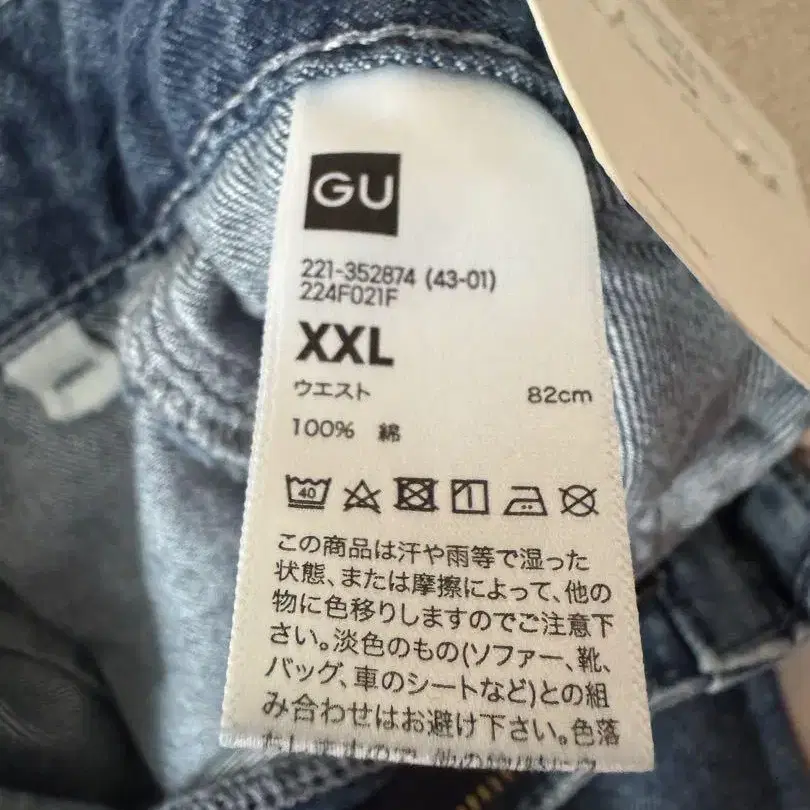 GU
221-352874 (43-01)
224F021F
XXL
ウエスト 82cm
100% 綿
40
この商品は汗や雨等で湿った
状態、または摩擦によって、他の
物に色移りしますのでご注意下
さい。淡色のもの(ソファー、靴、
バッグ、車のシートなど)との組
み合わせはお避け下さい。色落